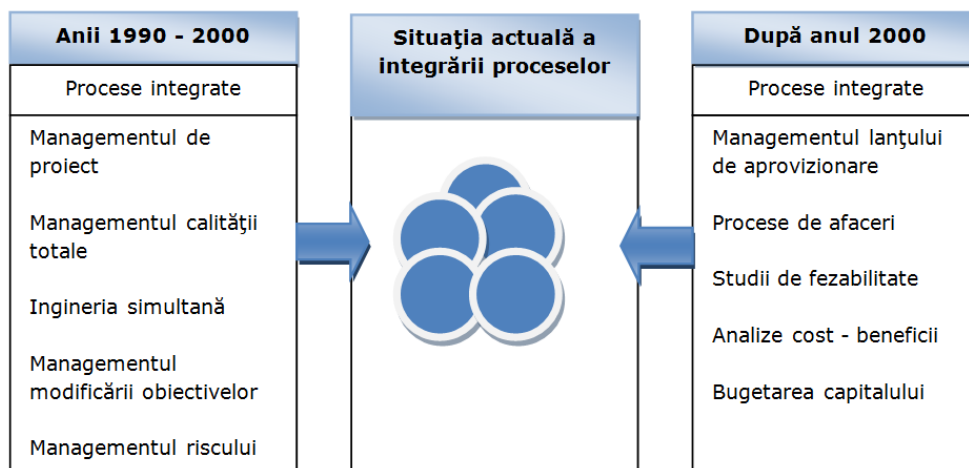 Anii 1990 - 2000
Procese integrate
Managementul de
proiect
Managementul calităţii
totale
Ingineria simultană
Managementul
modificării obiectivelor
Managementul riscului
Situaţia actuală a
integrării proceselor
După anul 2000
Procese integrate
Managementul lanţului
de aprovizionare
Procese de afaceri
Studii de fezabilitate
Analize cost - beneficii
Bugetarea capitalului